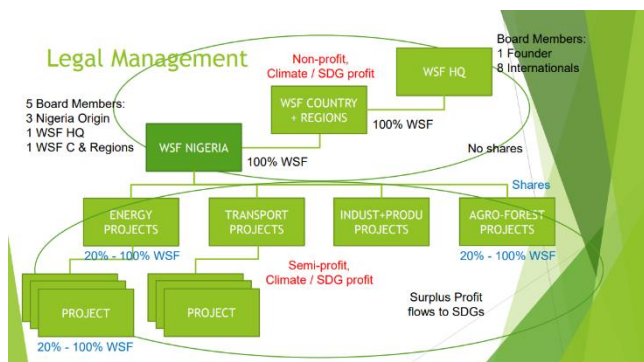 Legal Management
Board Members:
1 Founder
8 Internationals
Non-profit,
Climate / SDG profit
WSF HQ
5 Board Members:
3 Nigeria Origin
1 WSF HQ
1 WSF C & Regions
WSF COUNTRY
+ REGIONS
100% WSF
WSF NIGERIA
100% WSF
No shares
Shares
ENERGY
PROJECTS
TRANSPORT
PROJECTS
INDUST+PRODU
PROJECTS
AGRO-FOREST
PROJECTS
20% - 100% WSF
20% - 100% WSF
Semi-profit,
Climate / SDG profit
PROJECT
PROJECT
Surplus Profit
flows to SDGs
20% - 100% WSF